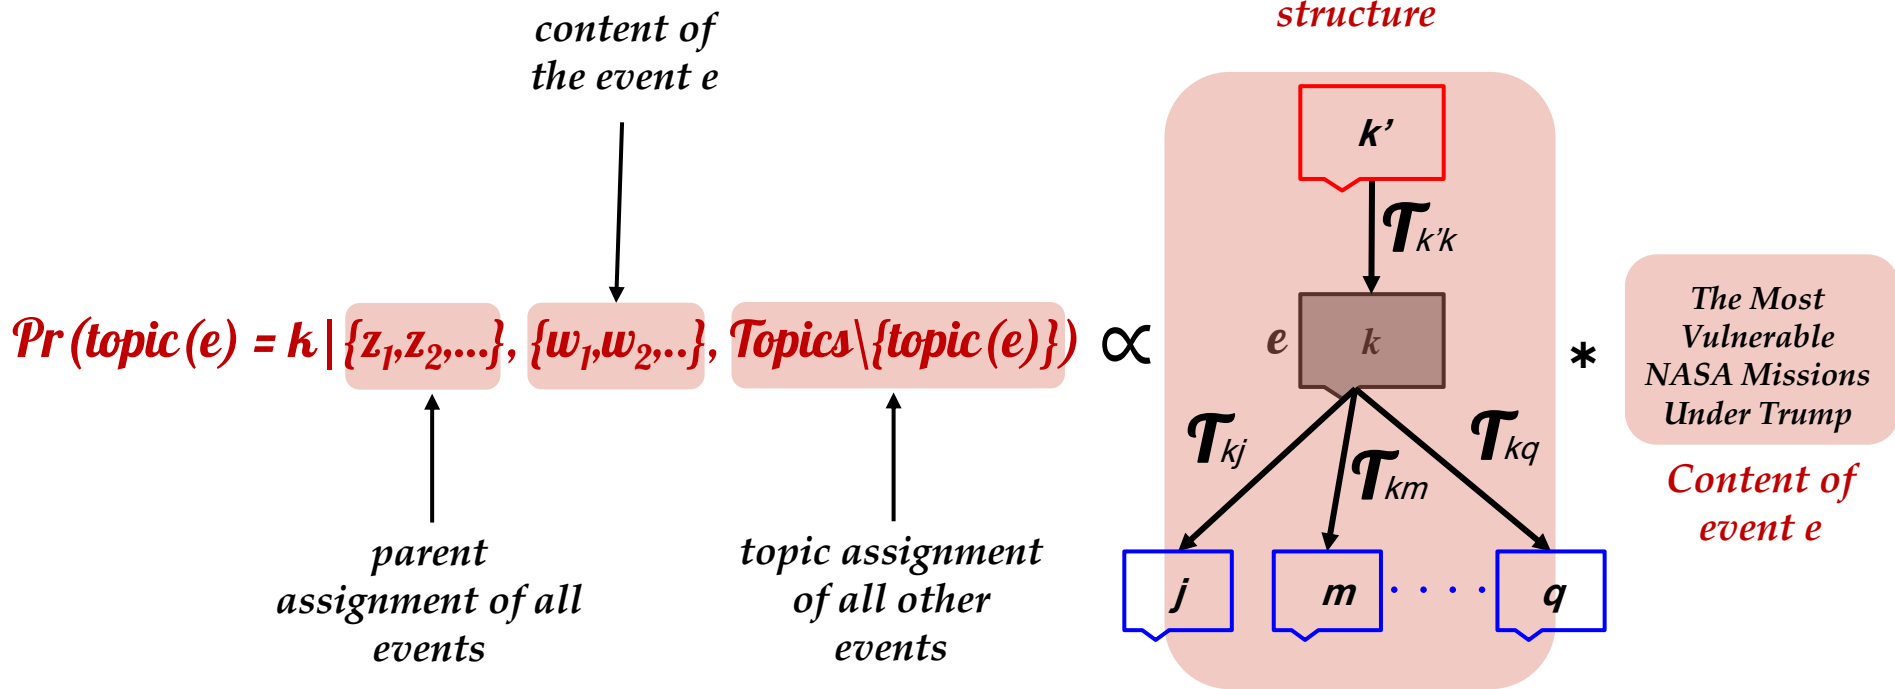 content of
the event e
structure
k’
𝒯k’k
Pr(topic(e) = k|{z1,z2,...}, {w1,w2,..}, Topics\{topic(e)}) ∝
e
k
*
The Most
Vulnerable
NASA Missions
Under Trump
𝒯kj
𝒯km
𝒯kq
Content of
event e
parent
assignment of all
events
topic assignment
of all other
events
j
m
. . . .
q